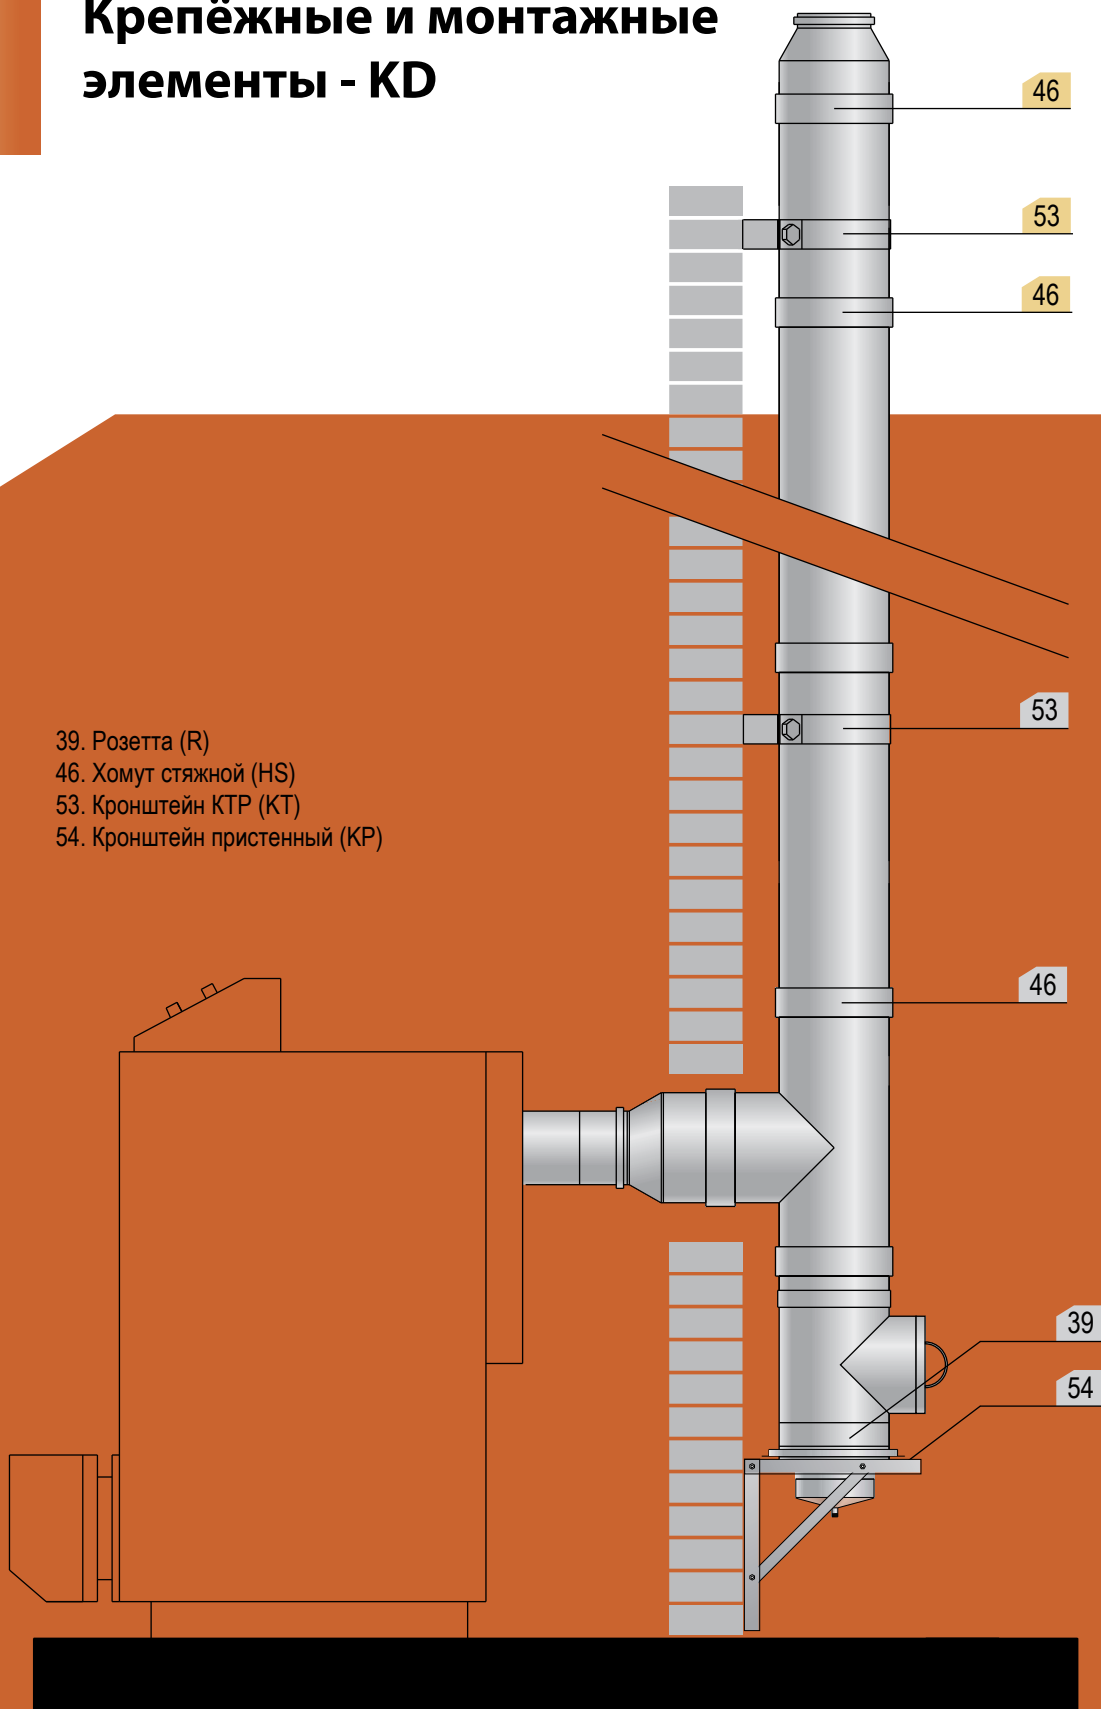 Крепёжные и монтажные
элементы - KD
46
53
46
53
39. Розетта (R)
46. Хомут стяжной (HS)
53. Кронштейн КТР (KT)
54. Кронштейн пристенный (KP)
46
39
54